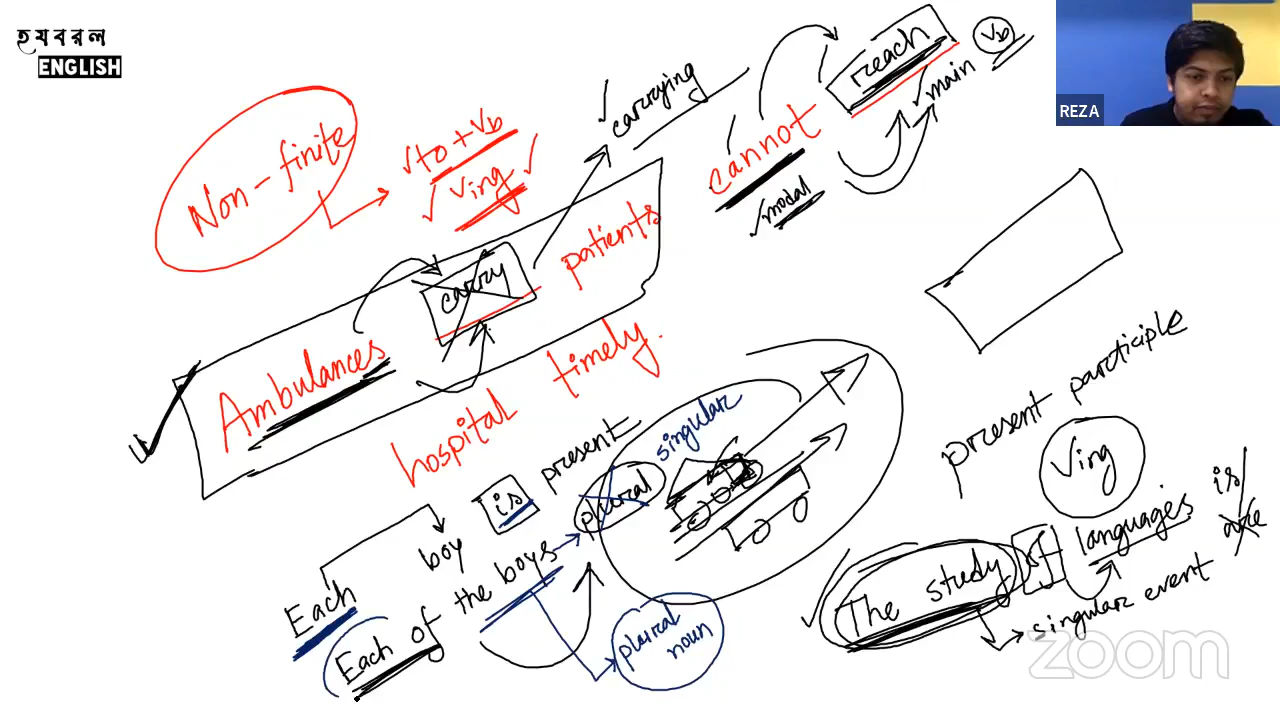 হযবরল
ENGLISH
REZA
Non-finite
to + Vb
Ving
carrying
cannot
modal
reach
main
Vb
Ambulances carry patients
hospital timely.
present participle
Ving
Each boy is present
Each of the boys
plural
singular
plural noun
The study of languages is/are
singular event
zoom